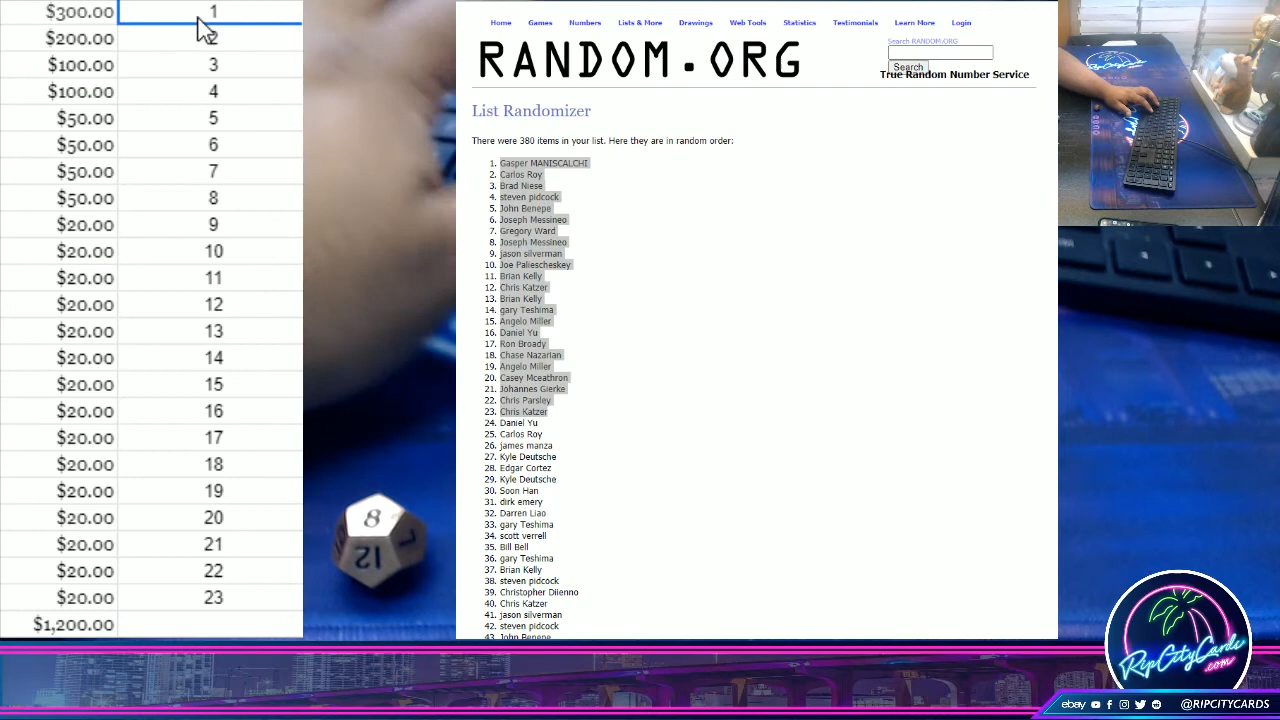 $300.00 1
$200.00 2
$100.00 3
$100.00 4
$50.00 5
$50.00 6
$50.00 7
$50.00 8
$20.00 9
$20.00 10
$20.00 11
$20.00 12
$20.00 13
$20.00 14
$20.00 15
$20.00 16
$20.00 17
$20.00 18
$20.00 19
$20.00 20
$20.00 21
$20.00 22
$20.00 23
$1,200.00
8
7
12
Home Games Numbers Lists & More Drawings Web Tools Statistics Testimonials Learn More Login
RANDOM.ORG
Search RANDOM.ORG
Search
True Random Number Service
List Randomizer
There were 380 items in your list. Here they are in random order:
1. Gasper MANISCALCHI
2. Carlos Roy
3. Brad Niese
4. steven pidcock
5. John Benepe
6. Joseph Messineo
7. Gregory Ward
8. Joseph Messineo
9. jason silverman
10. Joe Paliescheskey
11. Brian Kelly
12. Chris Katzer
13. Brian Kelly
14. gary Teshima
15. Angelo Miller
16. Daniel Yu
17. Ron Broady
18. Chase Nazarian
19. Angelo Miller
20. Casey Mceathron
21. Johannes Gierke
22. Chris Parsley
23. Chris Katzer
24. Daniel Yu
25. Carlos Roy
26. james manza
27. Kyle Deutsche
28. Edgar Cortez
29. Kyle Deutsche
30. Soon Han
31. dirk emery
32. Darren Liao
33. gary Teshima
34. scott verrell
35. Bill Bell
36. gary Teshima
37. Brian Kelly
38. steven pidcock
39. Christopher Diienno
40. Chris Katzer
41. jason silverman
42. steven pidcock
43. John Benepe
RipCityCards
.com
ebay @RIPCITYCARDS